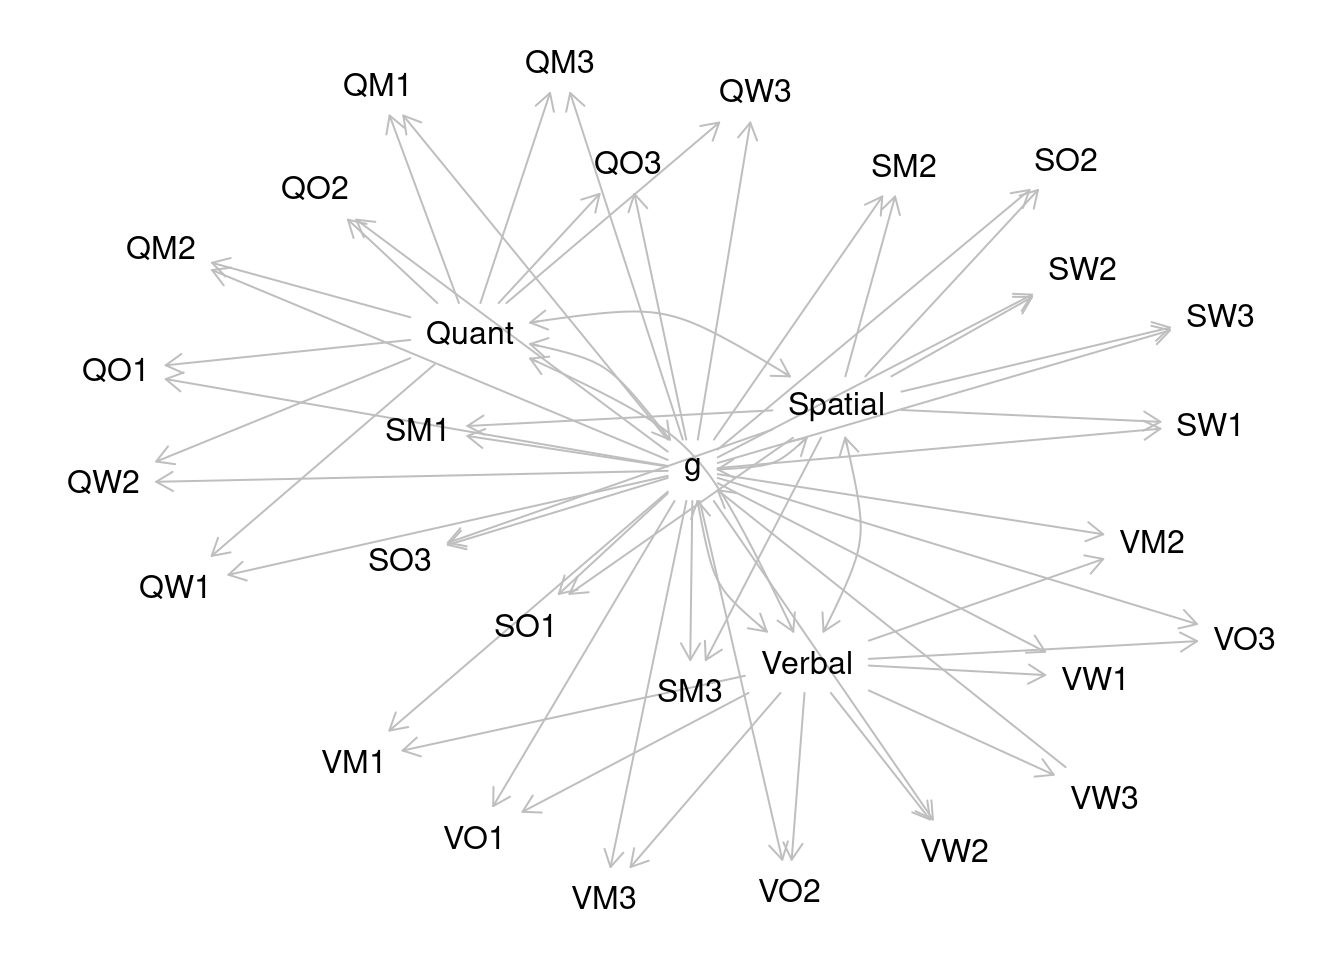 QM3
QM1
QW3
QO3
SM2
SO2
QO2
QM2
SW2
SW3
Quant
QO1
Spatial
SM1
SW1
g
QW2
VM2
SO3
QW1
SO1
VO3
Verbal
VW1
SM3
VM1
VW3
VO1
VW2
VO2
VM3